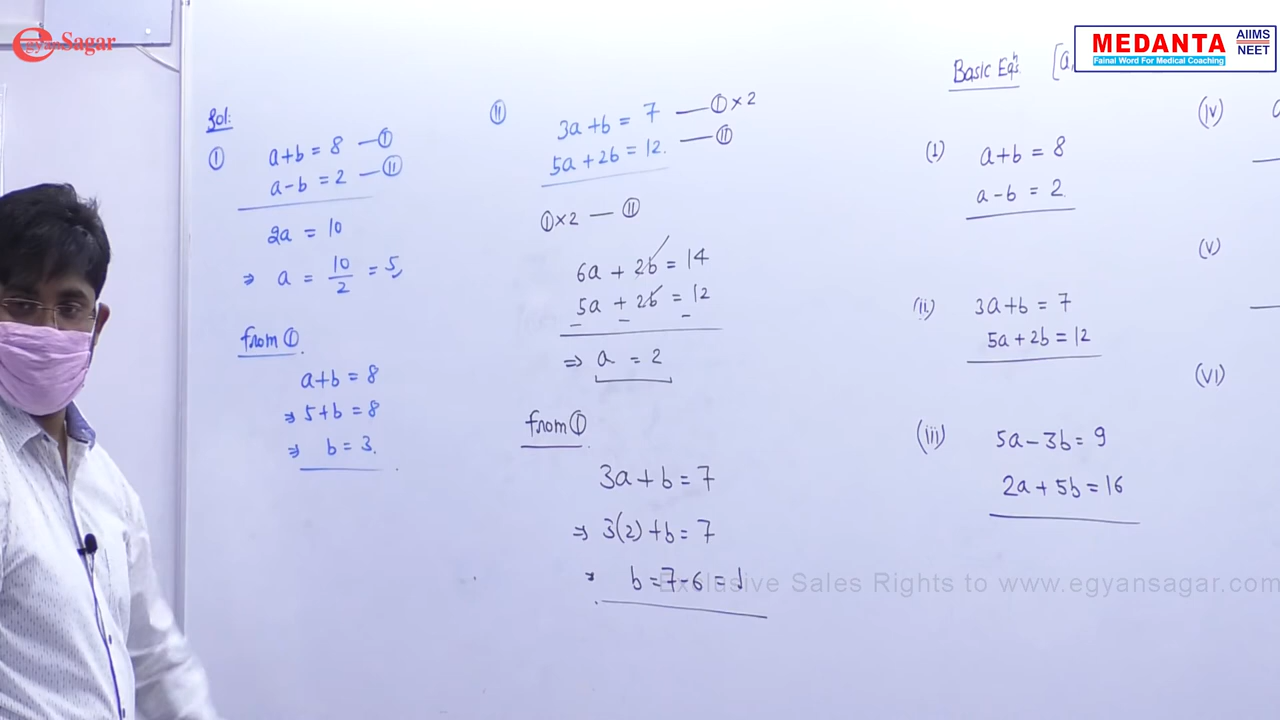 egyanSagar
MEDANTA AIIMS NEET
Fainal Word For Medical Coaching
Sol:
(I) a+b = 8 — (I)
a-b = 2 — (II)
2a = 10
⇒ a = 10/2 = 5
from (I)
a+b = 8
⇒ 5+b = 8
⇒ b = 3.
(II) 3a+b = 7 — (I)×2
5a+2b = 12. — (II)
(I)×2 — (II)
6a + 2b = 14
5a + 2b = 12
- - -
⇒ a = 2
from (I)
3a+b = 7
⇒ 3(2)+b = 7
⇒ b = 7-6 = 1
Basic Eqns [a,
(i) a+b = 8
a-b = 2
(ii) 3a+b = 7
5a+2b = 12
(iii) 5a-3b = 9
2a+5b = 16
(iv)
(v)
(vi)
Exclusive Sales Rights to www.egyansagar.com